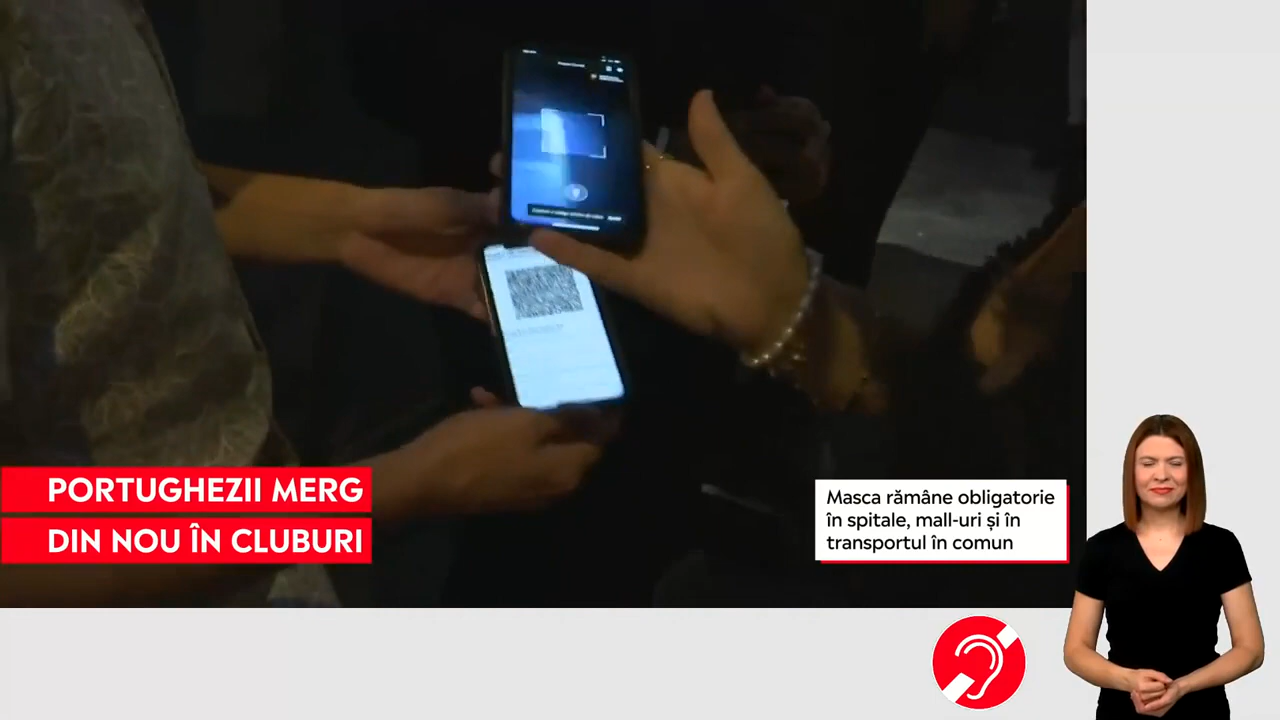 PORTUGHEZII MERG
DIN NOU ÎN CLUBURI
Masca rămâne obligatorie
în spitale, mall-uri și în
transportul în comun